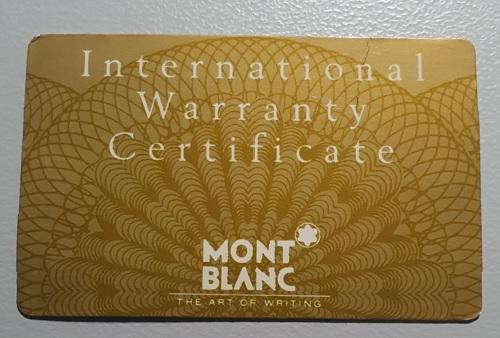 International
Warranty
Certificate
MONT
BLANC
THE ART OF WRITING